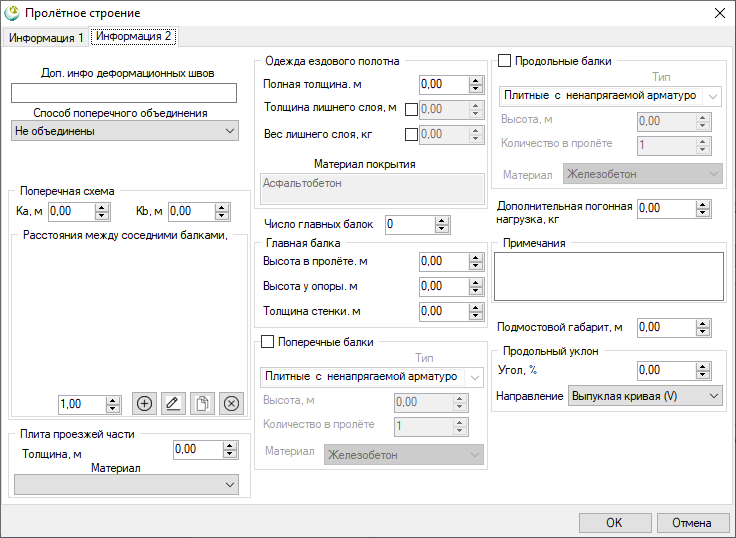 Пролётное строение
Информация 1
Информация 2
Доп. инфо деформационных швов
Способ поперечного объединения
Не объединены
Поперечная схема
Ka, м
0,00
Kb, м
0,00
Расстояния между соседними балками,
1,00
Плита проезжей части
Толщина, м
0,00
Материал
Одежда ездового полотна
Полная толщина. м
0,00
Толщина лишнего слоя, м
0,00
Вес лишнего слоя, кг
0,00
Материал покрытия
Асфальтобетон
Число главных балок
0
Главная балка
Высота в пролёте. м
0,00
Высота у опоры. м
0,00
Толщина стенки. м
0,00
Поперечные балки
Тип
Плитные с ненапрягаемой арматуро
Высота, м
0,00
Количество в пролёте
1
Материал
Железобетон
Продольные балки
Тип
Плитные с ненапрягаемой арматуро
Высота, м
0,00
Количество в пролёте
1
Материал
Железобетон
Дополнительная погонная
нагрузка, кг
0,00
Примечания
Подмостовой габарит, м
0,00
Продольный уклон
Угол, %
0,00
Направление
Выпуклая кривая (V)
OK
Отмена